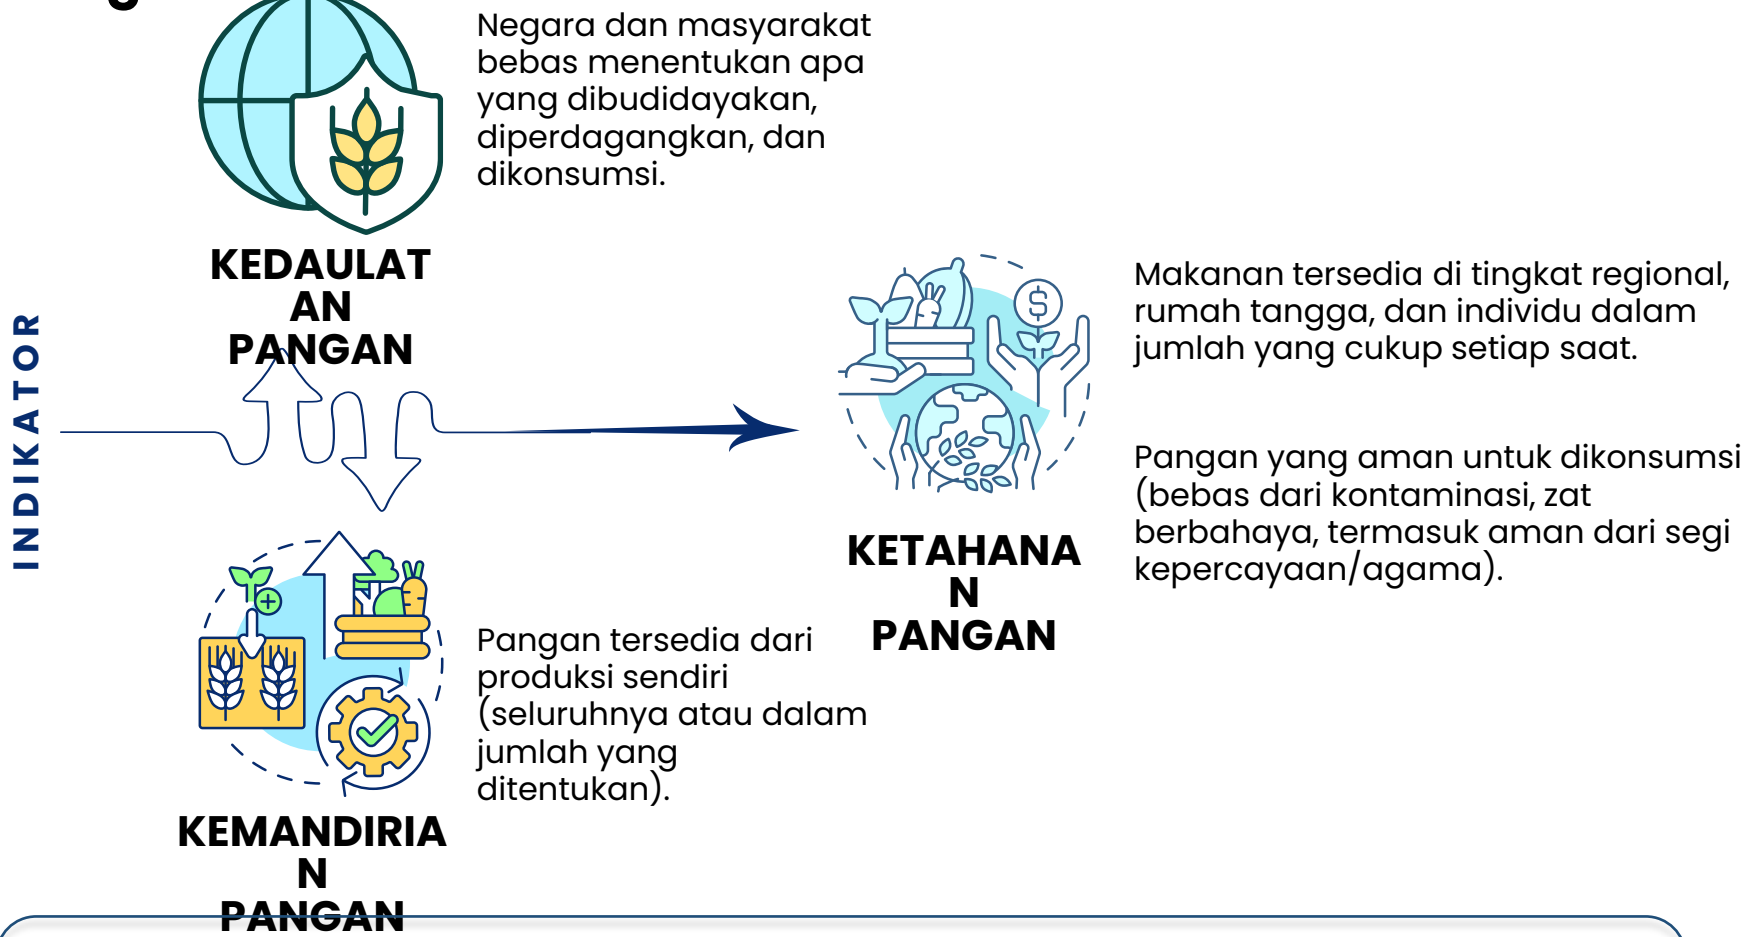 Negara dan masyarakat
bebas menentukan apa
yang dibudidayakan,
diperdagangkan, dan
dikonsumsi.
KEDAULAT
AN
PANGAN
INDIKATOR
Makanan tersedia di tingkat regional,
rumah tangga, dan individu dalam
jumlah yang cukup setiap saat.
Pangan yang aman untuk dikonsumsi
(bebas dari kontaminasi, zat
berbahaya, termasuk aman dari segi
kepercayaan/agama).
KETAHANA
N
PANGAN
Pangan tersedia dari
produksi sendiri
(seluruhnya atau dalam
jumlah yang
ditentukan).
KEMANDIRIA
N
PANGAN